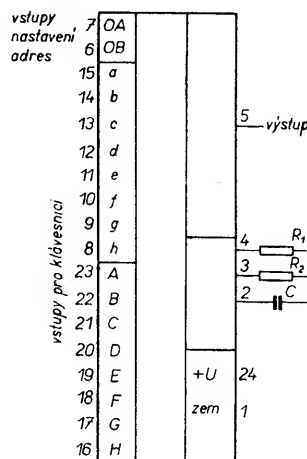 vstupy
nastavení
adres
7 OA
6 OB
15 a
14 b
13 c
12 d
11 e
10 f
9 g
8 h
vstupy pro klávesnici
23 A
22 B
21 C
20 D
19 E
18 F
17 G
16 H
5
výstup
4 R1
3 R2
2 C
+U 24
zem 1